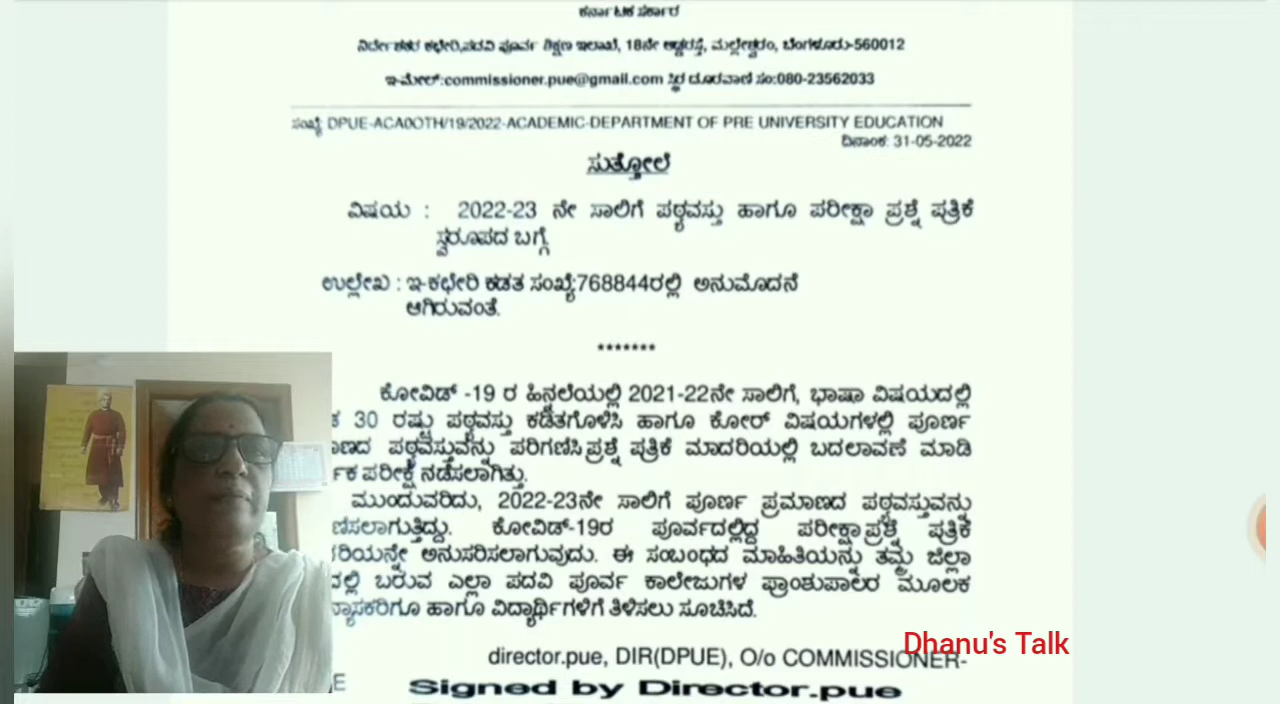 ಕರ್ನಾಟಕ ಸರ್ಕಾರ
ನಿರ್ದೇಶಕರ ಕಛೇರಿ,ಪದವಿ ಪೂರ್ವ ಶಿಕ್ಷಣ ಇಲಾಖೆ, 18ನೇ ಅಡ್ಡರಸ್ತೆ, ಮಲ್ಲೇಶ್ವರಂ, ಬೆಂಗಳೂರು-560012
ಇ-ಮೇಲ್:commissioner.pue@gmail.com ಸ್ಥಿರ ದೂರವಾಣಿ ಸಂ:080-23562033
ಸಂಖ್ಯೆ DPUE-ACA0OTH/19/2022-ACADEMIC-DEPARTMENT OF PRE UNIVERSITY EDUCATION
ದಿನಾಂಕ: 31-05-2022
ಸುತ್ತೋಲೆ
ವಿಷಯ : 2022-23 ನೇ ಸಾಲಿಗೆ ಪಠ್ಯವಸ್ತು ಹಾಗೂ ಪರೀಕ್ಷಾ ಪ್ರಶ್ನೆ ಪತ್ರಿಕೆ
ಸ್ವರೂಪದ ಬಗ್ಗೆ
ಉಲ್ಲೇಖ : ಇ-ಕಛೇರಿ ಕಡತ ಸಂಖ್ಯೆ:768844ರಲ್ಲಿ ಅನುಮೊದನೆ
ಆಗಿರುವಂತೆ.
*******
ಕೋವಿಡ್ -19 ರ ಹಿನ್ನಲೆಯಲ್ಲಿ 2021-22ನೇ ಸಾಲಿಗೆ, ಭಾಷಾ ವಿಷಯದಲ್ಲಿ
30 ರಷ್ಟು ಪಠ್ಯವಸ್ತು ಕಡಿತಗೊಳಿಸಿ ಹಾಗೂ ಕೋರ್ ವಿಷಯಗಳಲ್ಲಿ ಪೂರ್ಣ
ಪಠ್ಯವಸ್ತುವನ್ನು ಪರಿಗಣಿಸಿ ಪ್ರಶ್ನೆ ಪತ್ರಿಕೆ ಮಾದರಿಯಲ್ಲಿ ಬದಲಾವಣೆ ಮಾಡಿ
ಪರೀಕ್ಷೆ ನಡೆಸಲಾಗಿತ್ತು.
ಮುಂದುವರಿದು, 2022-23ನೇ ಸಾಲಿಗೆ ಪೂರ್ಣ ಪ್ರಮಾಣದ ಪಠ್ಯವಸ್ತುವನ್ನು
ಣಿಸಲಾಗುತ್ತಿದ್ದು. ಕೋವಿಡ್-19ರ ಪೂರ್ವದಲ್ಲಿದ್ದ ಪರೀಕ್ಷಾ ಪ್ರಶ್ನೆ ಪತ್ರಿಕೆ
ರಿಯನ್ನೇ ಅನುಸರಿಸಲಾಗುವುದು. ಈ ಸಂಬಂಧದ ಮಾಹಿತಿಯನ್ನು ತಮ್ಮ ಜಿಲ್ಲಾ
ಬರುವ ಎಲ್ಲಾ ಪದವಿ ಪೂರ್ವ ಕಾಲೇಜುಗಳ ಪ್ರಾಂಶುಪಾಲರ ಮೂಲಕ
ನ್ಯಾಸಕರಿಗೂ ಹಾಗೂ ವಿದ್ಯಾರ್ಥಿಗಳಿಗೆ ತಿಳಿಸಲು ಸೂಚಿಸಿದೆ.
Dhanu's Talk
director.pue, DIR(DPUE), O/o COMMISSIONER-
E
Signed by Director.pue